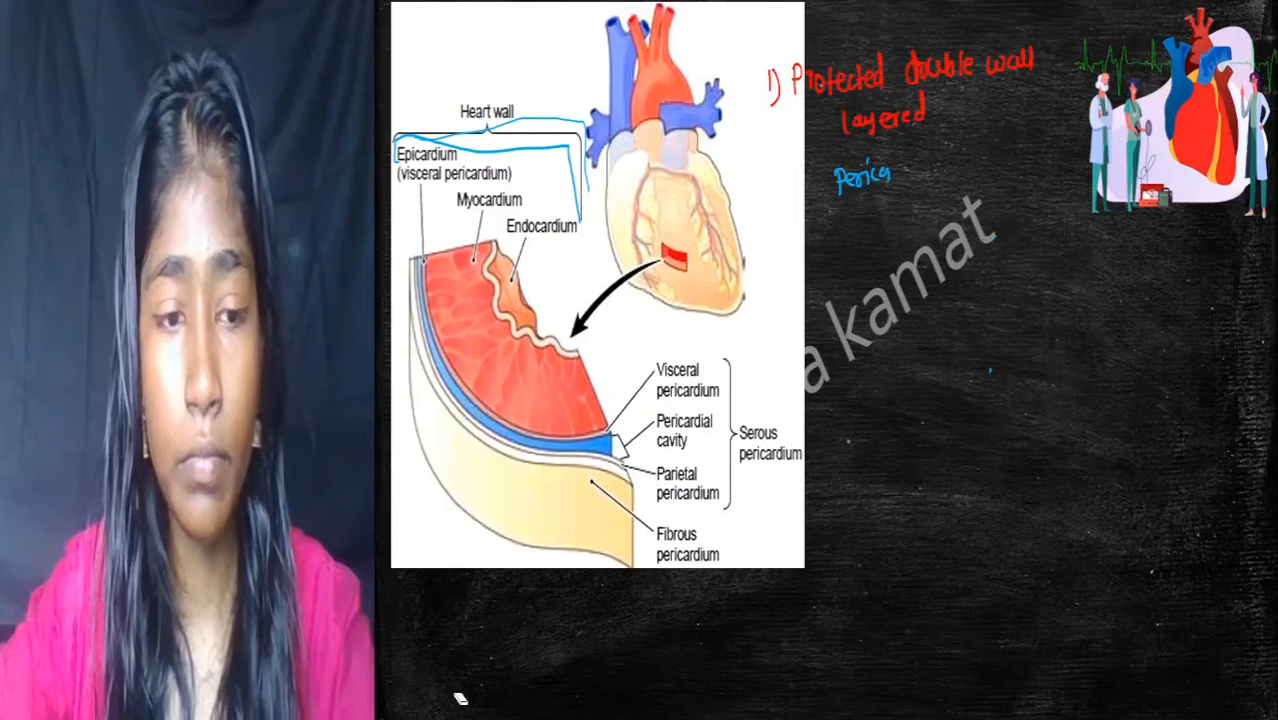 Heart wall
Epicardium
(visceral pericardium)
Myocardium
Endocardium
Visceral
pericardium
Pericardial
cavity
Serous
pericardium
Parietal
pericardium
Fibrous
pericardium
1) Protected double wall
layered
Perica
a kamat